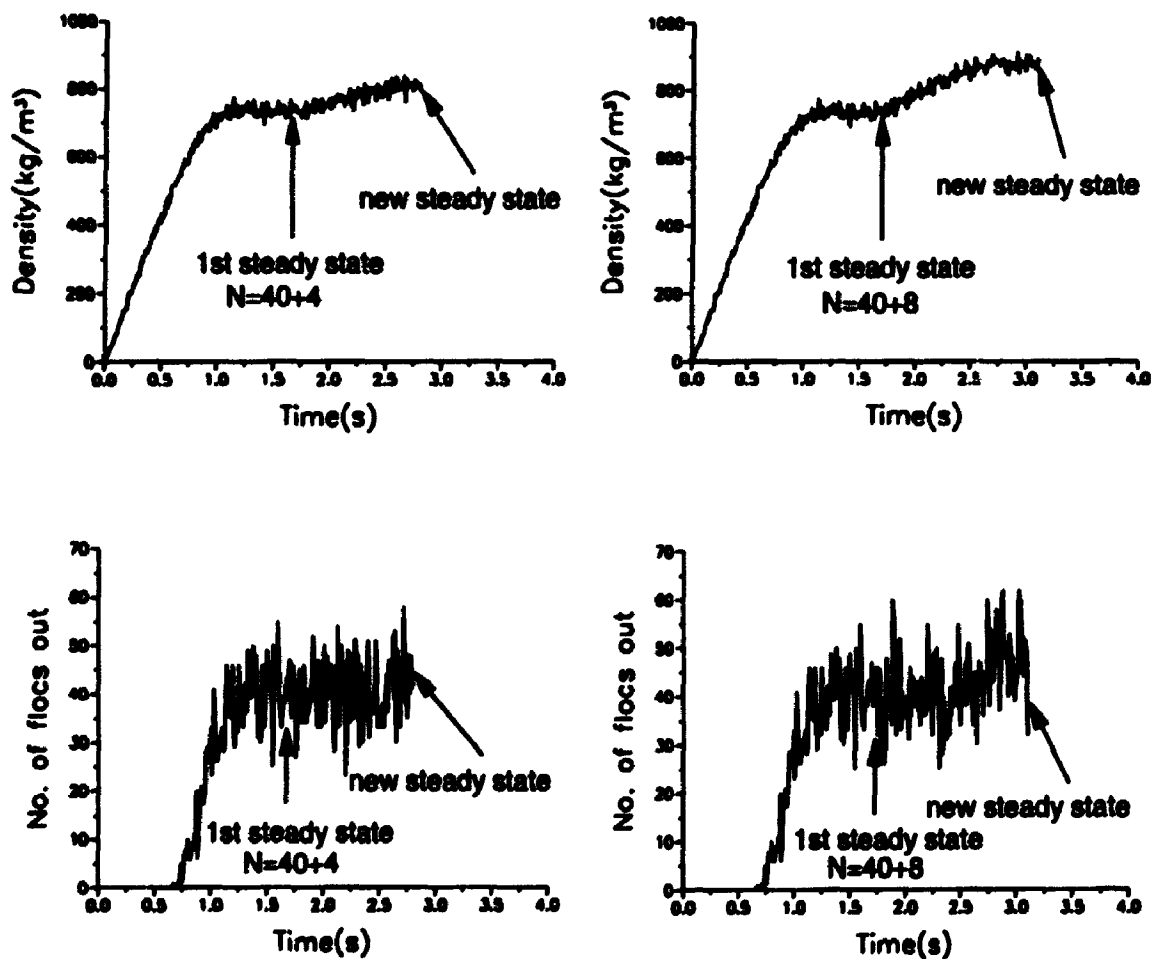 1000
800
600
400
200
0
Density(kg/m³)
new steady state
1st steady state
N=40+4
0.0 0.5 1.0 1.5 2.0 2.5 3.0 3.5 4.0
Time(s)
1000
800
600
400
200
0
Density(kg/m³)
new steady state
1st steady state
N=40+8
0.0 0.5 1.0 1.5 2.0 2.5 3.0 3.5 4.0
Time(s)
70
60
50
40
30
20
10
0
No. of flocs out
new steady state
1st steady state
N=40+4
0.0 0.5 1.0 1.5 2.0 2.5 3.0 3.5 4.0
Time(s)
70
60
50
40
30
20
10
0
No. of flocs out
new steady state
1st steady state
N=40+8
0.0 0.5 1.0 1.5 2.0 2.5 3.0 3.5 4.0
Time(s)